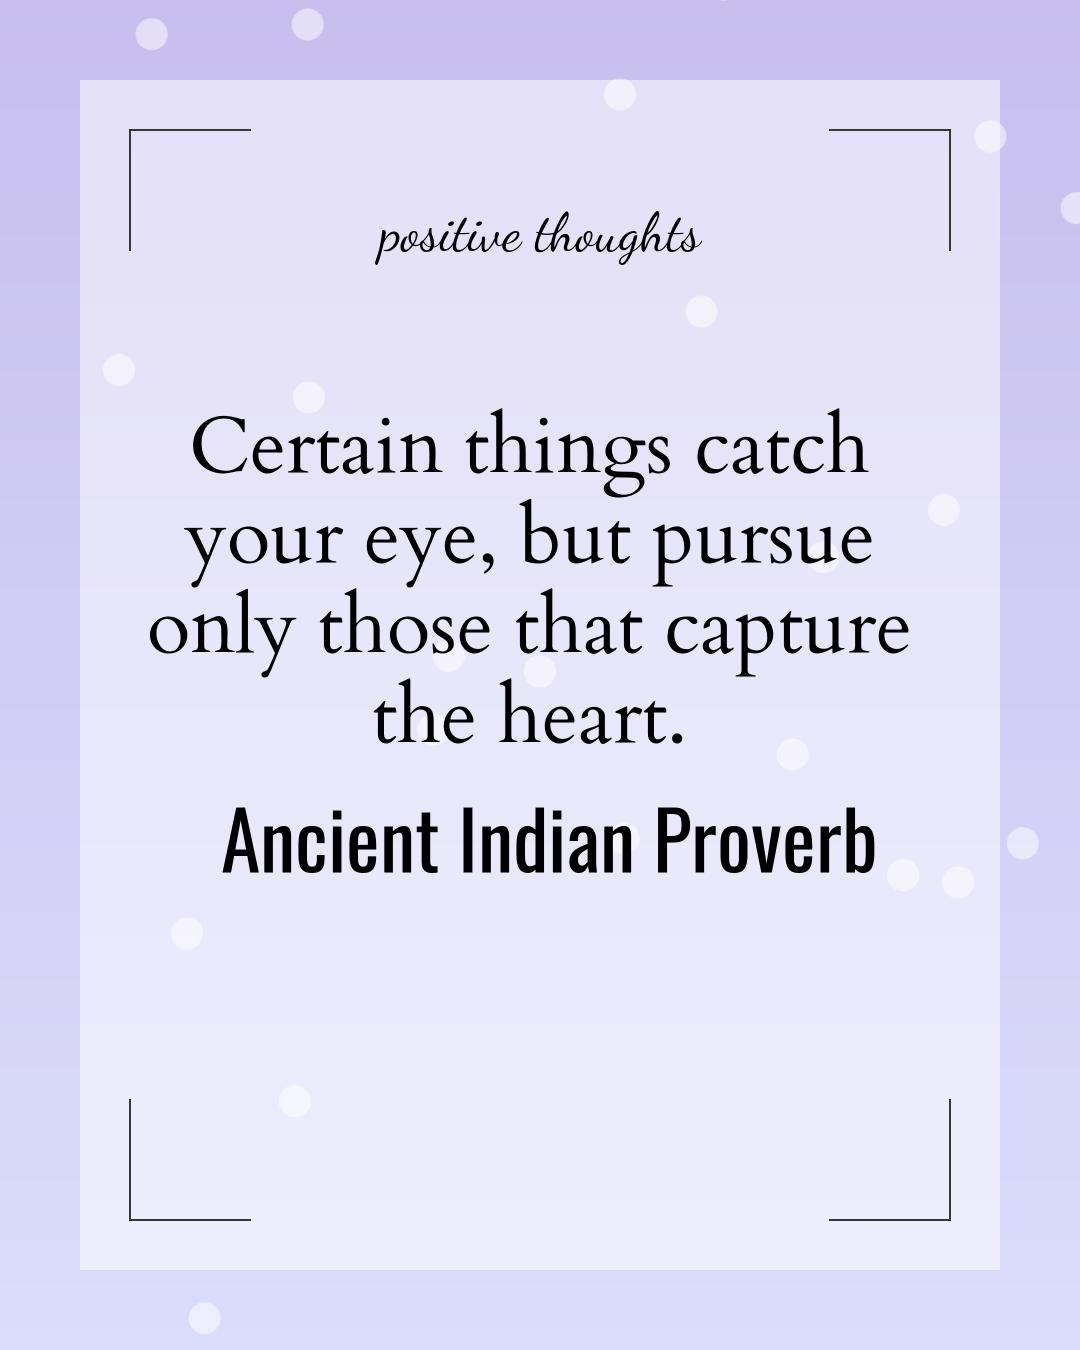 positive thoughts
Certain things catch
your eye, but pursue
only those that capture
the heart.
Ancient Indian Proverb